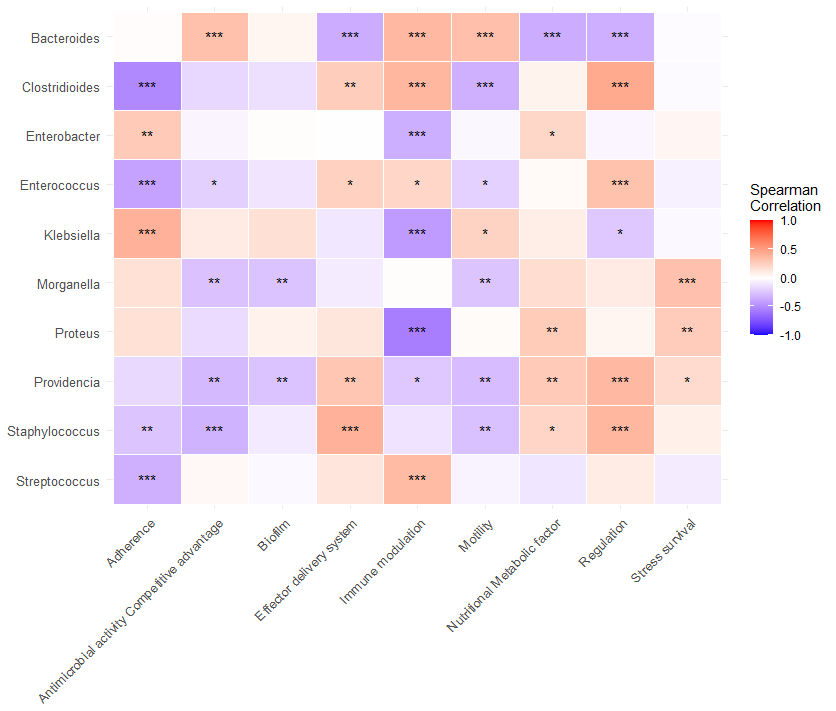 Bacteroides *** *** *** *** *** ***
Clostridioides *** ** *** *** ***
Enterobacter ** *** *
Enterococcus *** * * * * ***
Klebsiella *** *** * *
Morganella ** ** ** ***
Proteus *** ** **
Providencia ** ** ** * ** ** *** *
Staphylococcus ** *** *** ** * ***
Streptococcus *** ***
Adherence
Antimicrobial activity Competitive advantage
Biofilm
Effector delivery system
Immune modulation
Motility
Nutritional Metabolic factor
Regulation
Stress survival
Spearman
Correlation
1.0
0.5
0.0
-0.5
-1.0